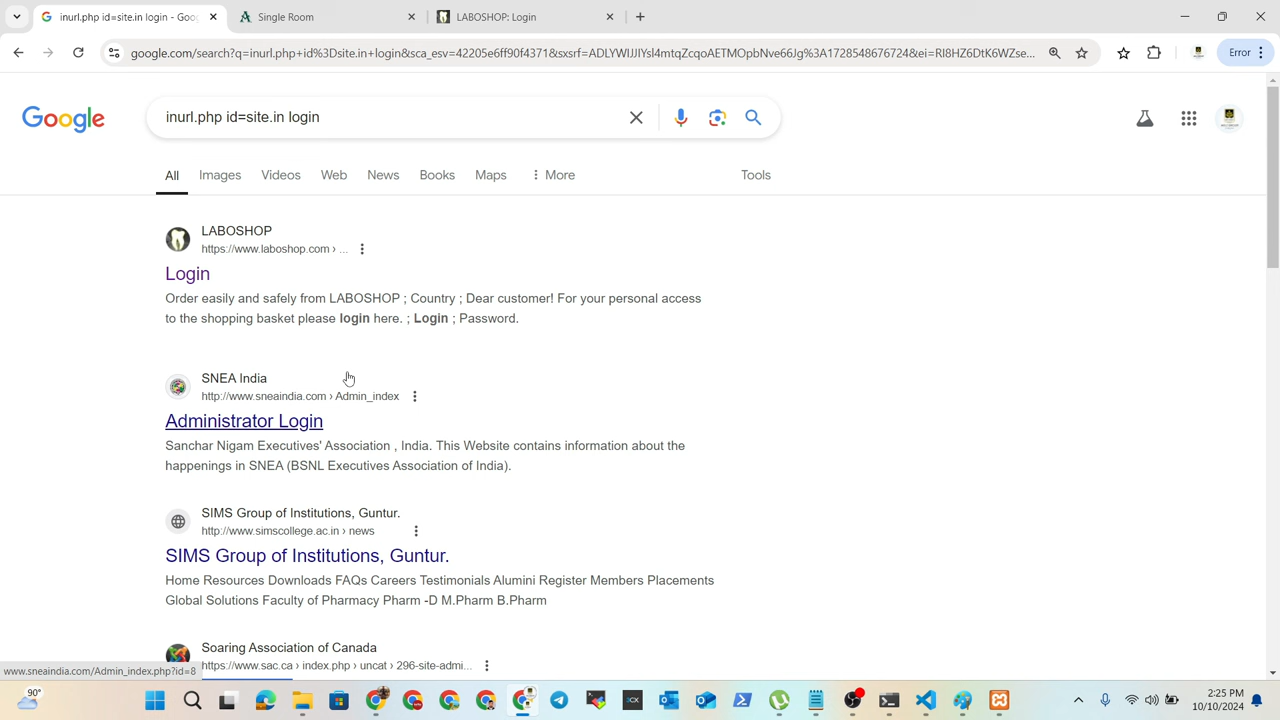 inurl.php id=site.in login - Goo
Single Room
LABOSHOP: Login
google.com/search?q=inurl.php+id%3Dsite.in+login&sca_esv=42205e6ff90f4371&sxsrf=ADLYWIJJIYsl4mtqZcqoAETMOpbNve66Jg%3A1728548676724&ei=RI8HZ6DtK6WZse...
Error
Google
inurl.php id=site.in login
All
Images
Videos
Web
News
Books
Maps
More
Tools
LABOSHOP
https://www.laboshop.com › ...
Login
Order easily and safely from LABOSHOP ; Country ; Dear customer! For your personal access
to the shopping basket please login here. ; Login ; Password.
SNEA India
http://www.sneaindia.com › Admin_index
Administrator Login
Sanchar Nigam Executives' Association , India. This Website contains information about the
happenings in SNEA (BSNL Executives Association of India).
SIMS Group of Institutions, Guntur.
http://www.simscollege.ac.in › news
SIMS Group of Institutions, Guntur.
Home Resources Downloads FAQs Careers Testimonials Alumni Register Members Placements
Global Solutions Faculty of Pharmacy Pharm -D M.Pharm B.Pharm
Soaring Association of Canada
https://www.sac.ca › index.php › uncat › 296-site-admi...
www.sneaindia.com/Admin_index.php?id=8
90°
2:25 PM
10/10/2024